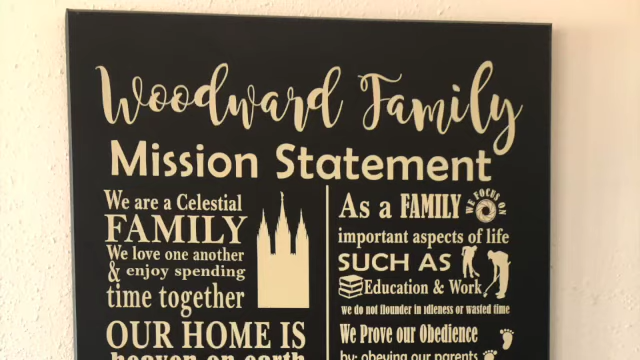 Woodward Family
Mission Statement
We are a Celestial
FAMILY
We love one another
& enjoy spending
time together
OUR HOME IS
heaven on earth
As a FAMILY WE FOCUS ON
important aspects of life
SUCH AS
Education & Work
we do not flounder in idleness or wasted time
We Prove our Obedience
by: obeying our parents